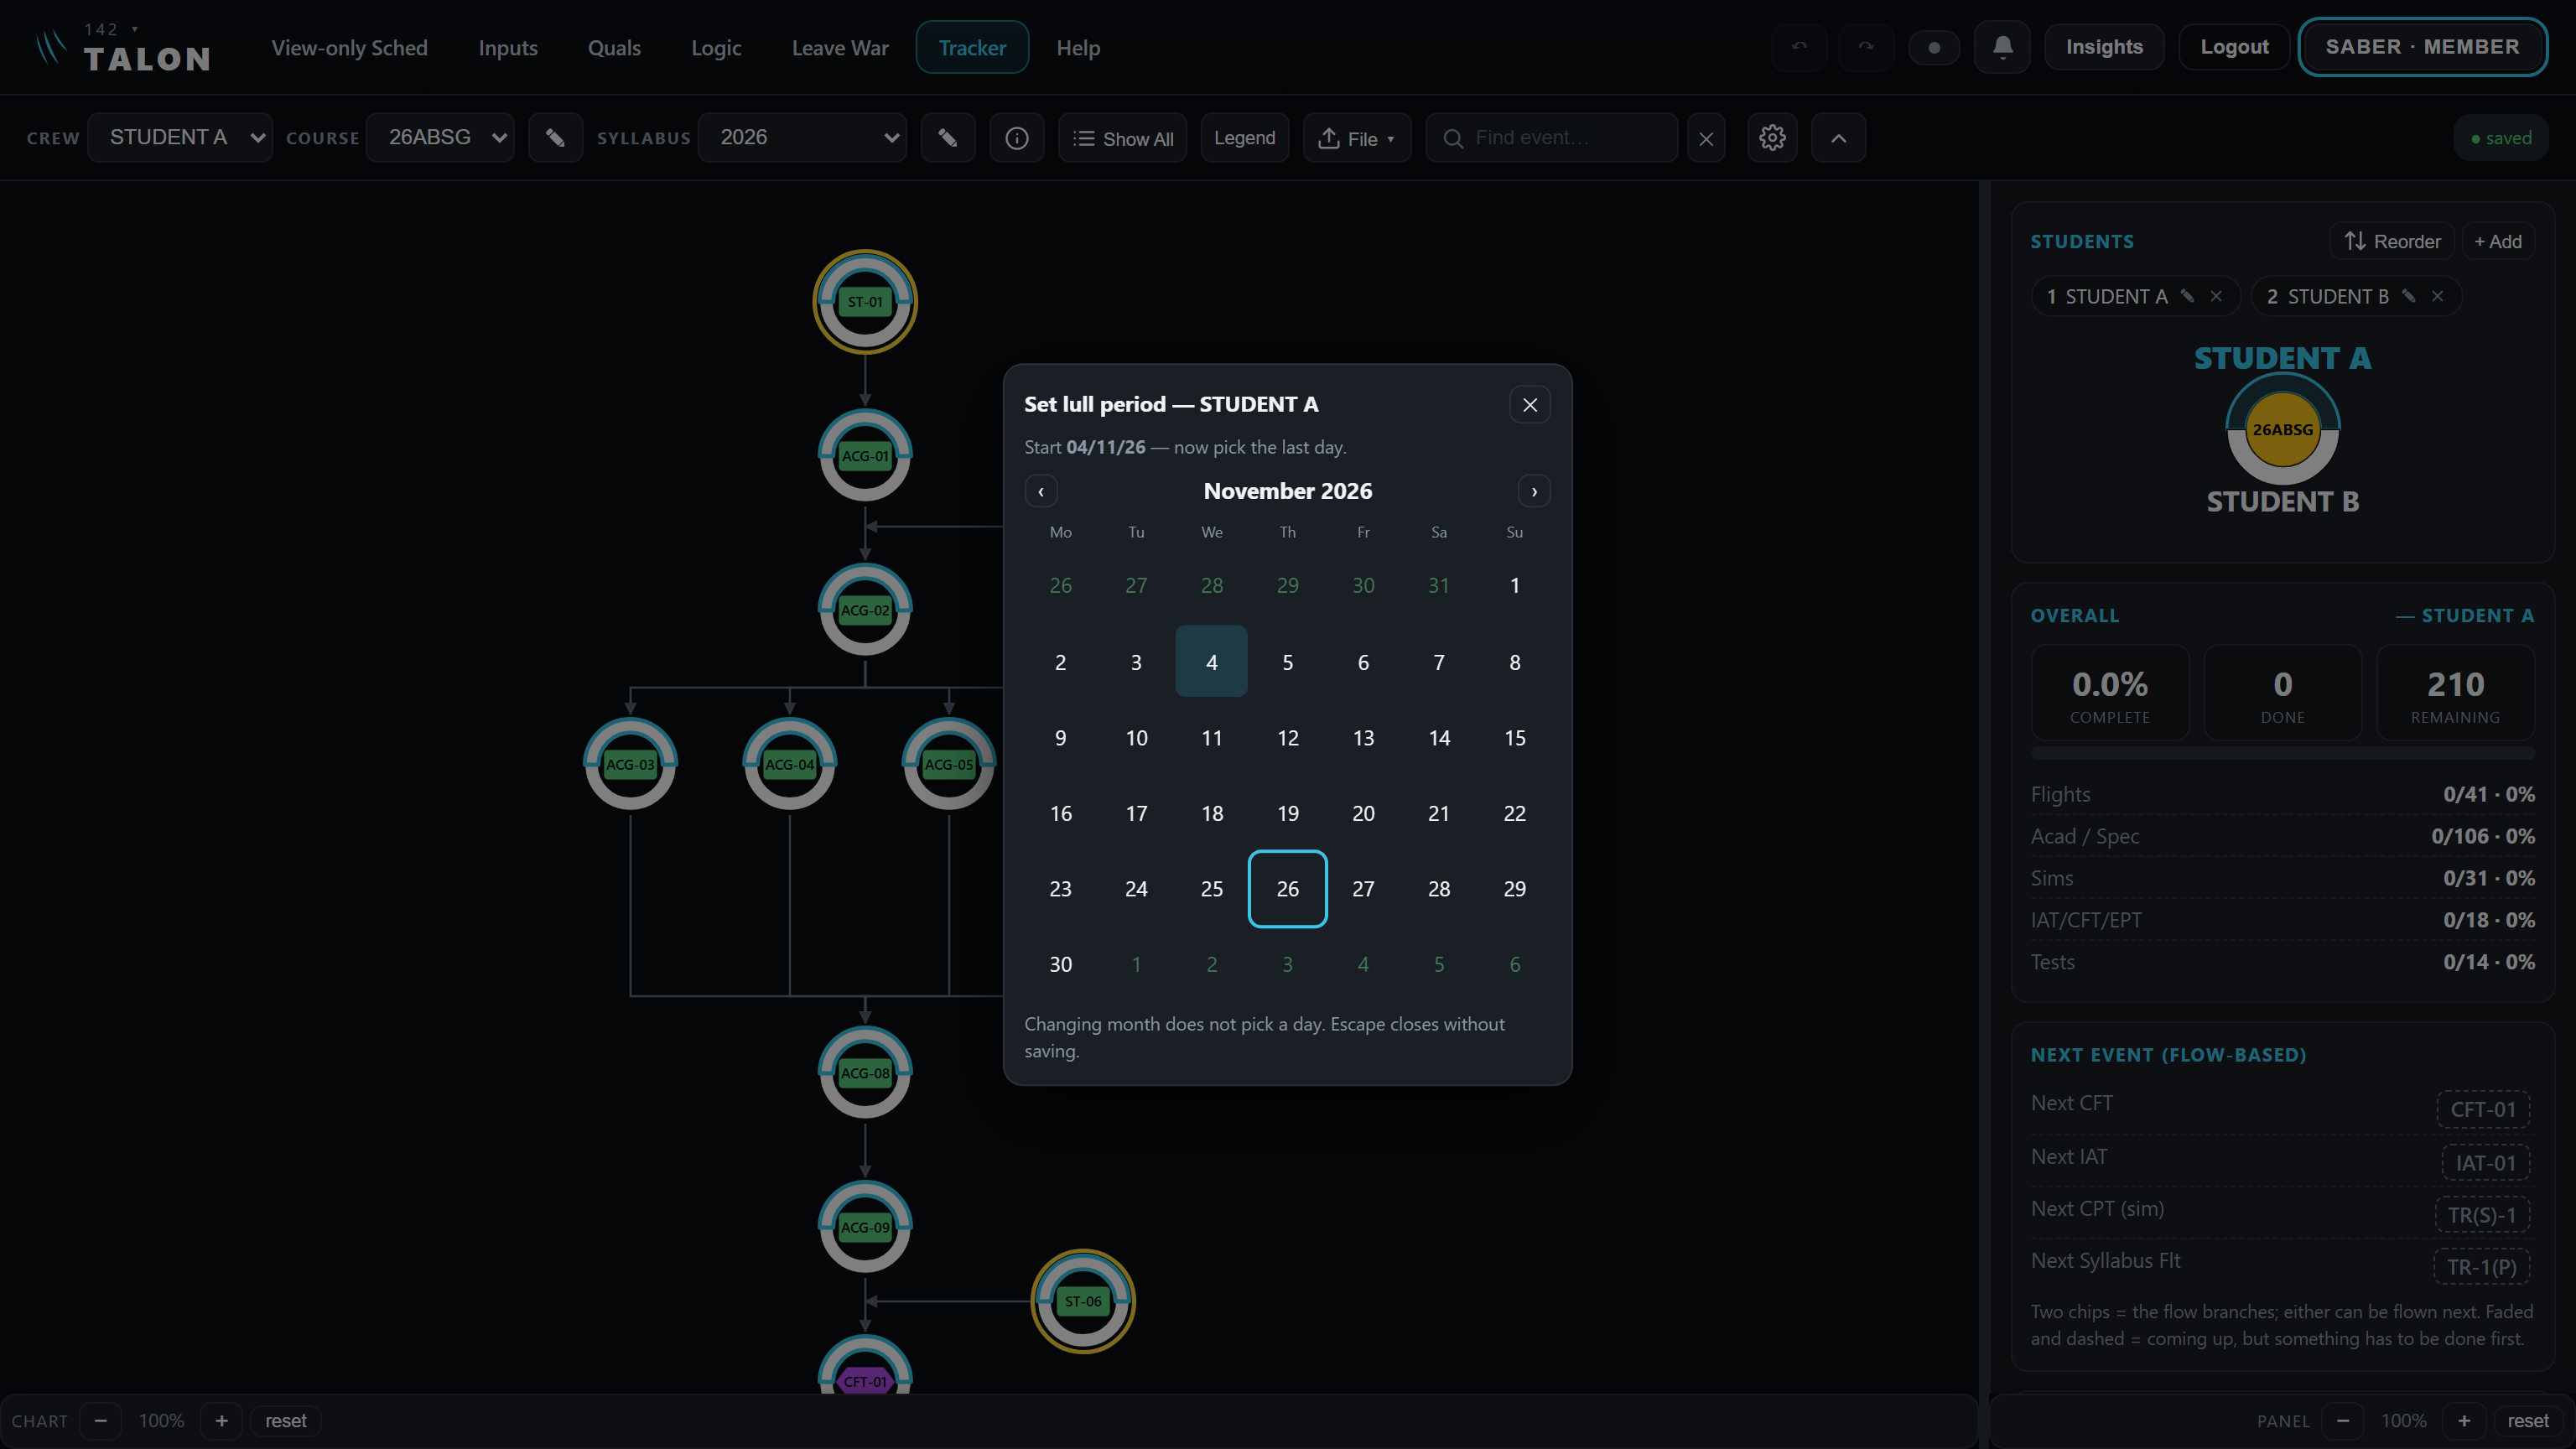 142 ▾
TALON
View-only Sched
Inputs
Quals
Logic
Leave War
Tracker
Help
Insights
Logout
SABER · MEMBER
CREW
STUDENT A
COURSE
26ABSG
SYLLABUS
2026
Show All
Legend
File ▾
Find event…
saved
ST-01
ACG-01
ACG-02
ACG-03
ACG-04
ACG-05
ACG-08
ACG-09
ST-06
CFT-01
Set lull period — STUDENT A
Start 04/11/26 — now pick the last day.
‹ November 2026 ›
Mo Tu We Th Fr Sa Su
26 27 28 29 30 31 1
2 3 4 5 6 7 8
9 10 11 12 13 14 15
16 17 18 19 20 21 22
23 24 25 26 27 28 29
30 1 2 3 4 5 6
Changing month does not pick a day. Escape closes without
saving.
STUDENTS
Reorder
+ Add
1 STUDENT A
2 STUDENT B
STUDENT A
26ABSG
STUDENT B
OVERALL
— STUDENT A
0.0%
COMPLETE
0
DONE
210
REMAINING
Flights 0/41 · 0%
Acad / Spec 0/106 · 0%
Sims 0/31 · 0%
IAT/CFT/EPT 0/18 · 0%
Tests 0/14 · 0%
NEXT EVENT (FLOW-BASED)
Next CFT CFT-01
Next IAT IAT-01
Next CPT (sim) TR(S)-1
Next Syllabus Flt TR-1(P)
Two chips = the flow branches; either can be flown next. Faded
and dashed = coming up, but something has to be done first.
CHART − 100% + reset
PANEL − 100% + reset